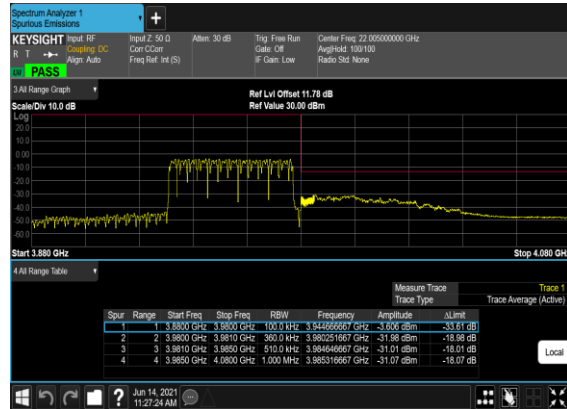 Spectrum Analyzer 1
Spurious Emissions
+
KEYSIGHT Input: RF Input Z: 50 Ω Atten: 30 dB Trig: Free Run Center Freq: 22.005000000 GHz
R T Coupling: DC Corr CCorr Gate: Off Avg|Hold: 100/100
Align: Auto Freq Ref: Int (S) IF Gain: Low Radio Std: None
PASS
3 All Range Graph
Ref Lvl Offset 11.78 dB
Scale/Div 10.0 dB Ref Value 30.00 dBm
Log
20.0
10.0
0.00
-10.0
-20.0
-30.0
-40.0
-50.0
-60.0
Start 3.880 GHz Stop 4.080 GHz
4 All Range Table
Measure Trace Trace 1
Trace Type Trace Average (Active)
Spur Range Start Freq Stop Freq RBW Frequency Amplitude ΔLimit
1 1 3.8800 GHz 3.9800 GHz 100.0 kHz 3.944666667 GHz -3.606 dBm -33.61 dB
2 2 3.9800 GHz 3.9810 GHz 360.0 kHz 3.980251667 GHz -31.98 dBm -18.98 dB
3 3 3.9810 GHz 3.9850 GHz 510.0 kHz 3.984646667 GHz -31.01 dBm -18.01 dB
4 4 3.9850 GHz 4.0800 GHz 1.000 MHz 3.985316667 GHz -31.07 dBm -18.07 dB
Local
? Jun 14, 2021
11:27:24 AM